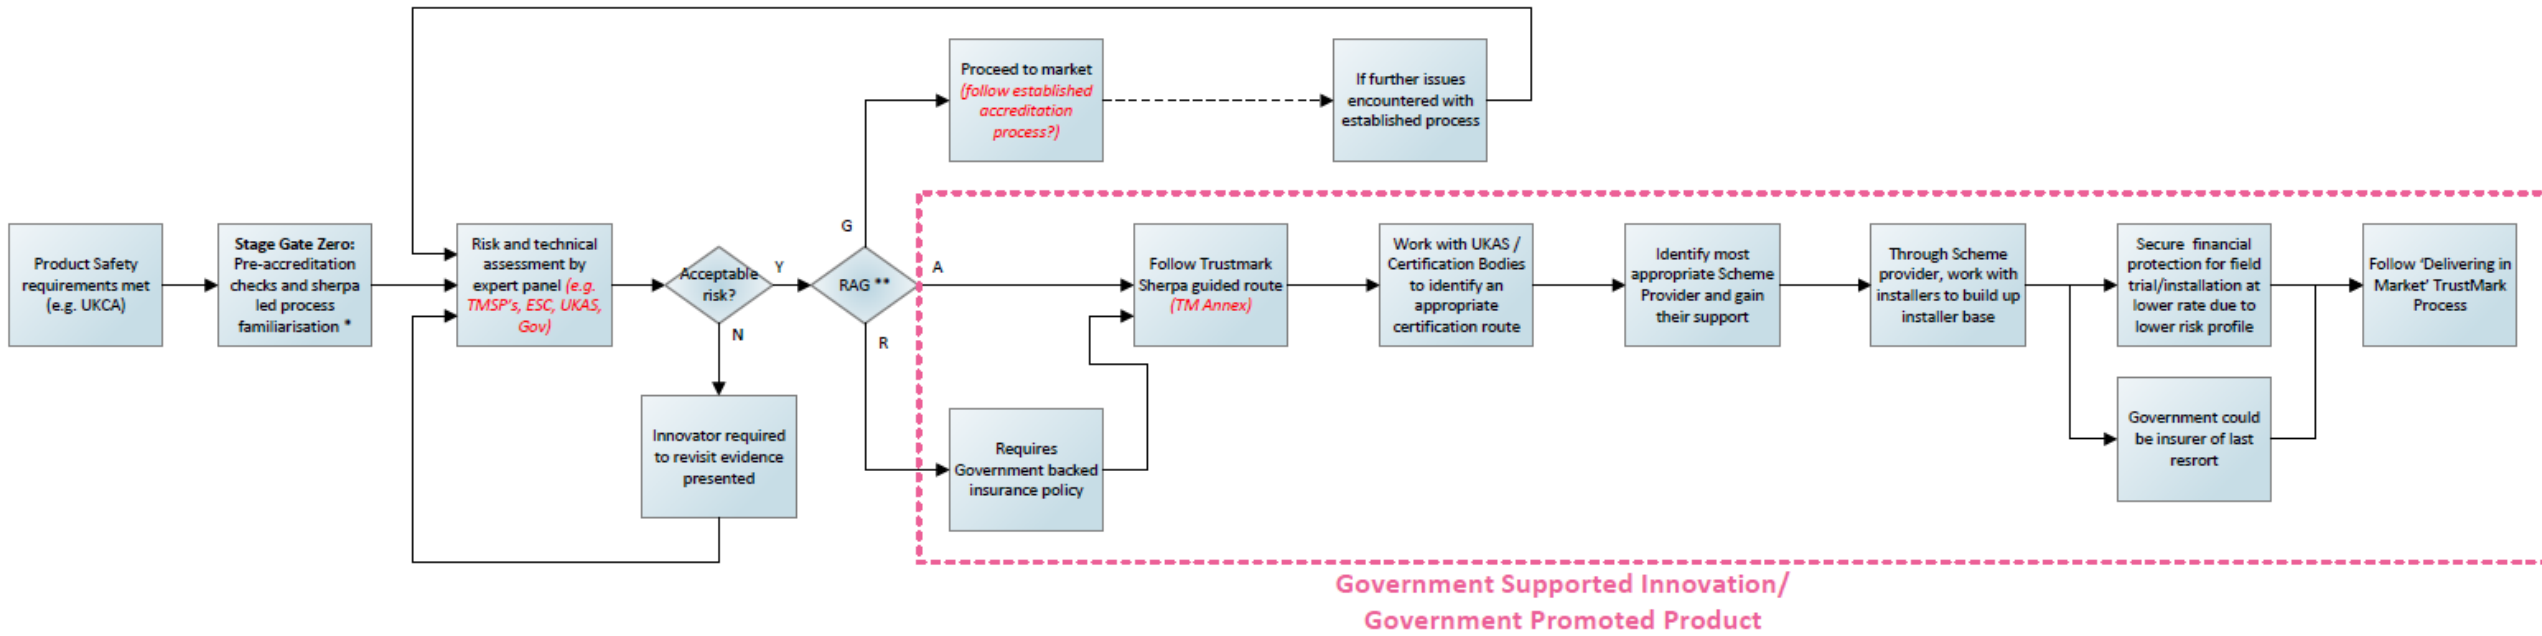 Proceed to market
(follow established
accreditation
process?)
If further issues
encountered with
established process
Product Safety
requirements met
(e.g. UKCA)
Stage Gate Zero:
Pre-accreditation
checks and sherpa
led process
familiarisation *
Risk and technical
assessment by
expert panel (e.g.
TMSP's, ESC, UKAS,
Gov)
Acceptable
risk?
Y
N
RAG **
G
A
R
Follow Trustmark
Sherpa guided route
(TM Annex)
Work with UKAS /
Certification Bodies
to identify an
appropriate
certification route
Identify most
appropriate Scheme
Provider and gain
their support
Through Scheme
provider, work with
installers to build up
installer base
Secure financial
protection for field
trial/installation at
lower rate due to
lower risk profile
Follow 'Delivering in
Market' TrustMark
Process
Innovator required
to revisit evidence
presented
Requires
Government backed
insurance policy
Government could
be insurer of last
resrort
Government Supported Innovation/
Government Promoted Product